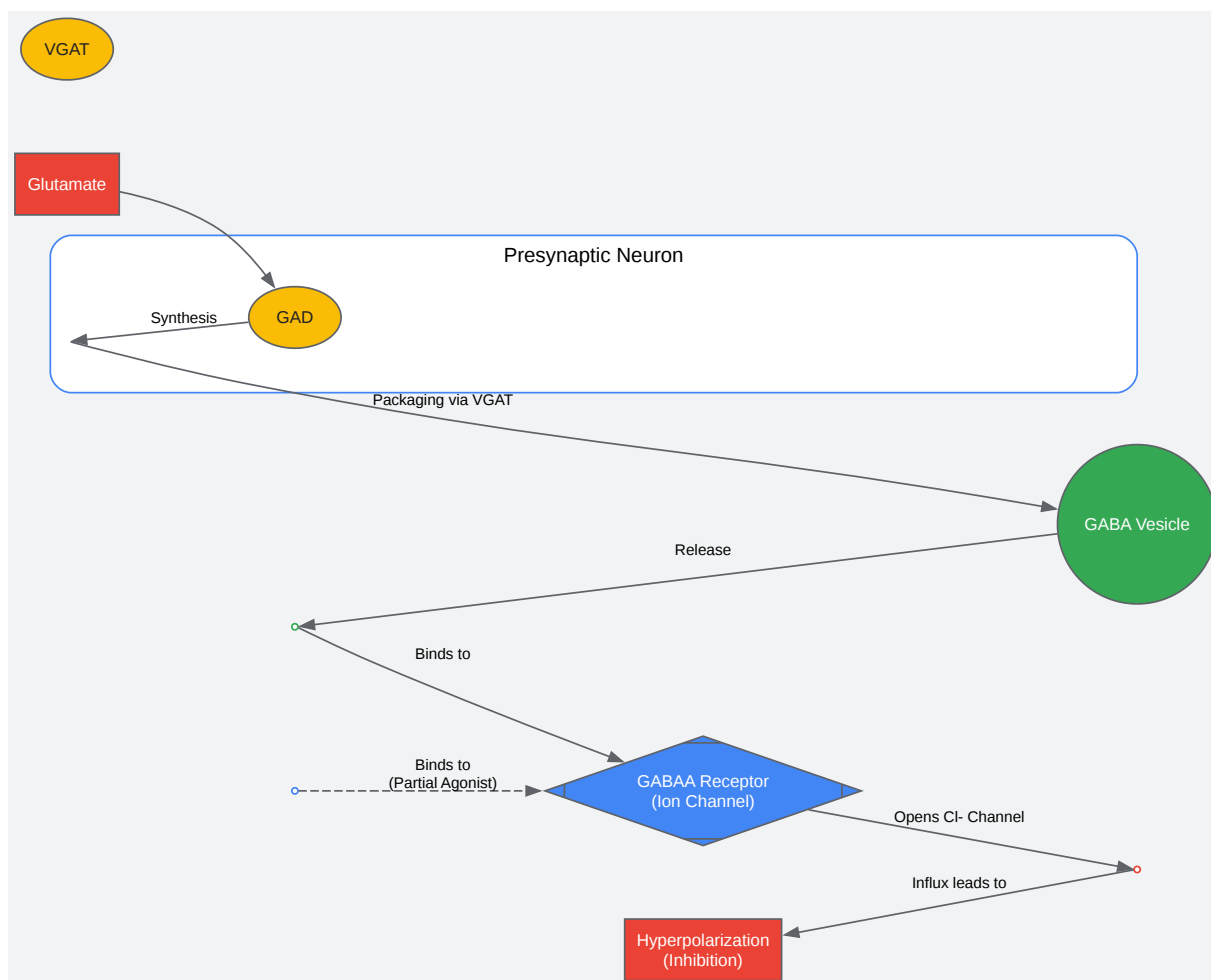 VGAT
Glutamate
Presynaptic Neuron
Synthesis
GAD
Packaging via VGAT
GABA Vesicle
Release
Binds to
Binds to
(Partial Agonist)
GABAA Receptor
(Ion Channel)
Opens Cl- Channel
Influx leads to
Hyperpolarization
(Inhibition)